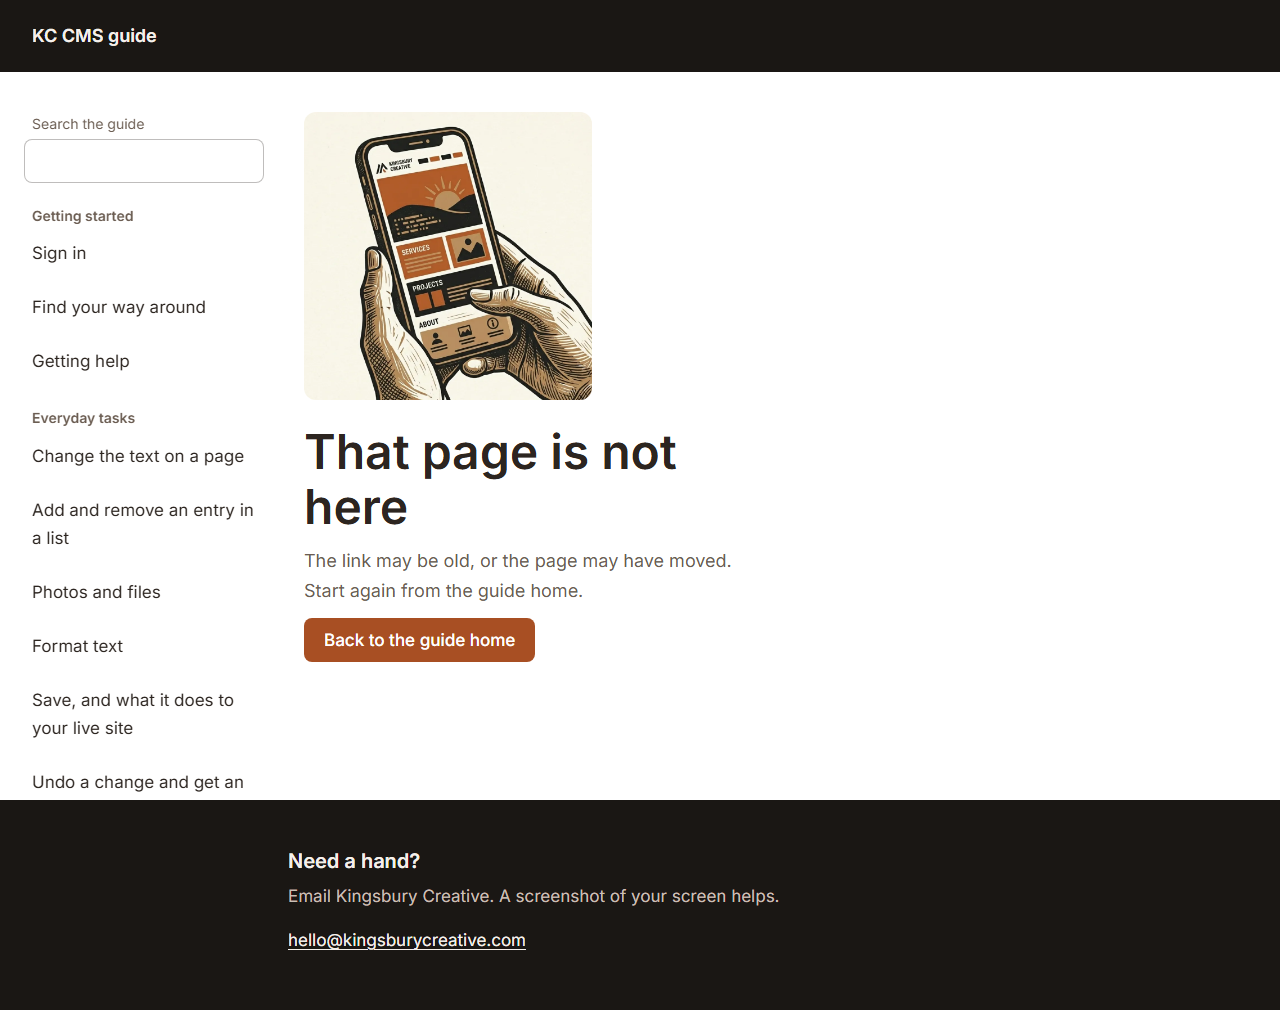 KC CMS guide
Search the guide
Getting started
Sign in
Find your way around
Getting help
Everyday tasks
Change the text on a page
Add and remove an entry in
a list
Photos and files
Format text
Save, and what it does to
your live site
Undo a change and get an
KINGSBURY
CREATIVE
SERVICES
PROJECTS
ABOUT
That page is not
here
The link may be old, or the page may have moved.
Start again from the guide home.
Back to the guide home
Need a hand?
Email Kingsbury Creative. A screenshot of your screen helps.
hello@kingsburycreative.com